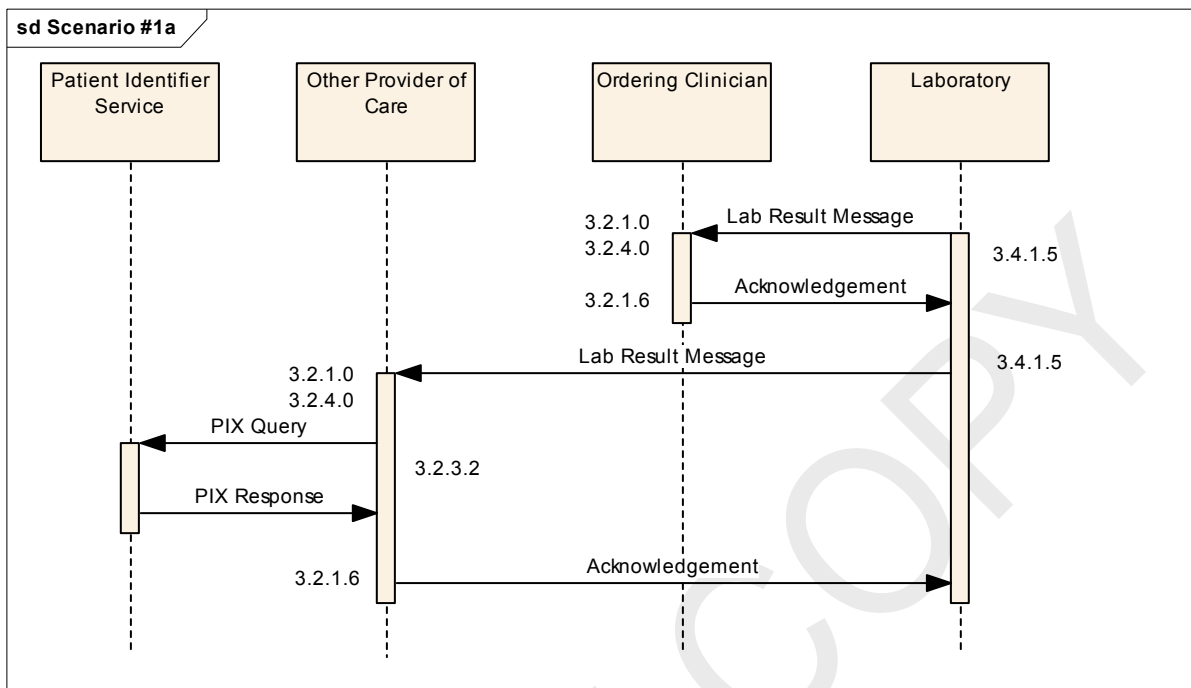 sd Scenario #1a
Patient Identifier
Service
Other Provider of
Care
Ordering Clinician
Laboratory
Lab Result Message
3.2.1.0
3.2.4.0
3.4.1.5
Acknowledgement
3.2.1.6
Lab Result Message
3.4.1.5
3.2.1.0
3.2.4.0
PIX Query
3.2.3.2
PIX Response
Acknowledgement
3.2.1.6
COPY